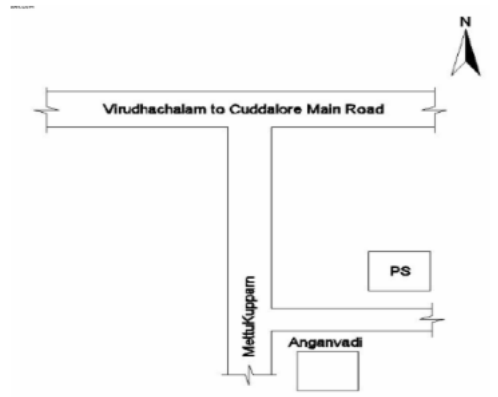 N
Virudhachalam to Cuddalore Main Road
PS
MettuKuppam
Anganvadi